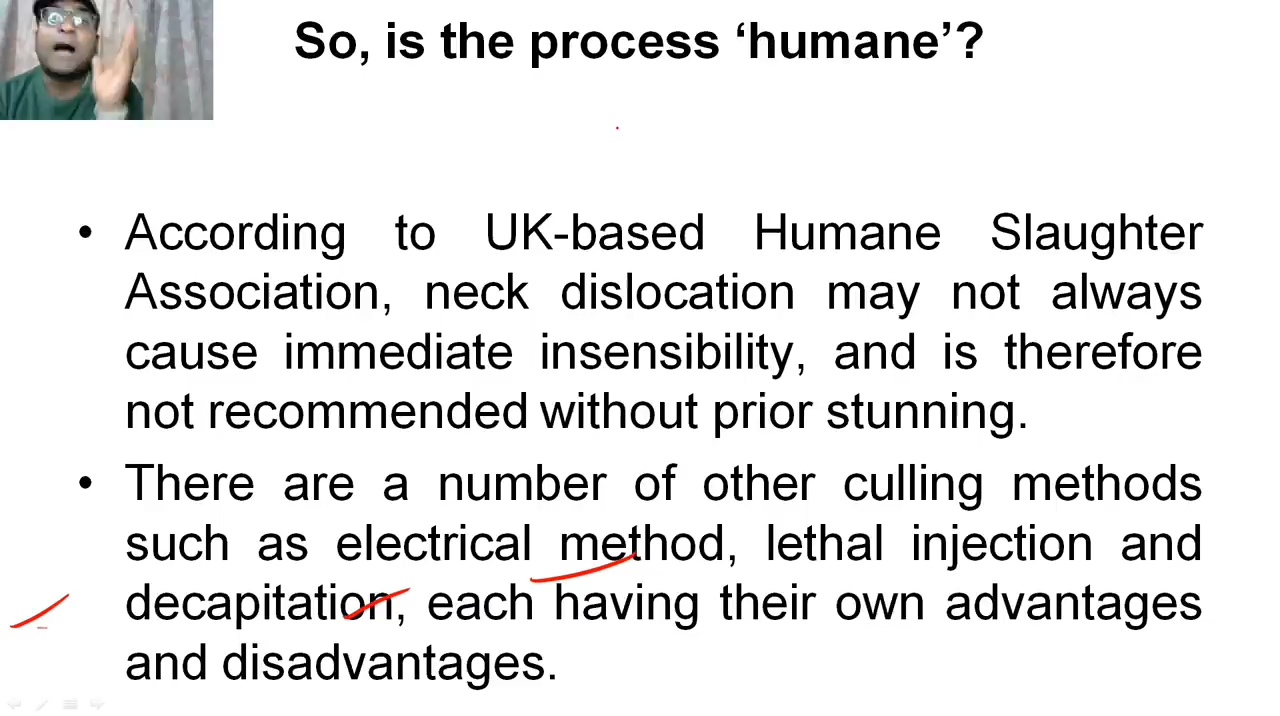 So, is the process ‘humane’?
• According to UK-based Humane Slaughter
Association, neck dislocation may not always
cause immediate insensibility, and is therefore
not recommended without prior stunning.
• There are a number of other culling methods
such as electrical method, lethal injection and
decapitation, each having their own advantages
and disadvantages.